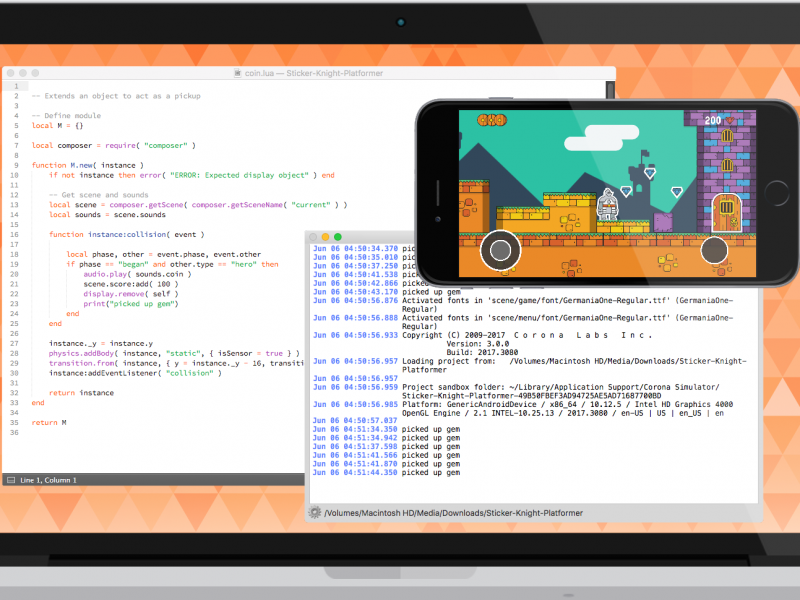 coin.lua — Sticker-Knight-Platformer
1
2 -- Extends an object to act as a pickup
3
4 -- Define module
5 local M = {}
6
7 local composer = require( "composer" )
8
9 function M.new( instance )
10 if not instance then error( "ERROR: Expected display object" ) end
11
12 -- Get scene and sounds
13 local scene = composer.getScene( composer.getSceneName( "current" ) )
14 local sounds = scene.sounds
15
16 function instance:collision( event )
17
18 local phase, other = event.phase, event.other
19 if phase == "began" and other.type == "hero" then
20 audio.play( sounds.coin )
21 scene.score:add( 100 )
22 display.remove( self )
23 print("picked up gem")
24 end
25 end
26
27 instance._y = instance.y
28 physics.addBody( instance, "static", { isSensor = true } )
29 transition.from( instance, { y = instance._y - 16, transiti
30 instance:addEventListener( "collision" )
31
32 return instance
33 end
34
35 return M
36
Line 1, Column 1
200
Jun 06 04:50:34.370 pic
Jun 06 04:50:35.010 pic
Jun 06 04:50:37.250 pic
Jun 06 04:50:41.538 pic
Jun 06 04:50:42.866 picked
Jun 06 04:50:43.170 picked up gem
Jun 06 04:50:56.876 Activated fonts in 'scene/game/font/GermaniaOne-Regular.ttf' (GermaniaOne-
Regular)
Jun 06 04:50:56.888 Activated fonts in 'scene/menu/font/GermaniaOne-Regular.ttf' (GermaniaOne-
Regular)
Jun 06 04:50:56.933 Copyright (C) 2009-2017 C o r o n a L a b s I n c .
Version: 3.0.0
Build: 2017.3080
Jun 06 04:50:56.957 Loading project from: /Volumes/Macintosh HD/Media/Downloads/Sticker-Knight-
Platformer
Jun 06 04:50:56.957
Jun 06 04:50:56.959 Project sandbox folder: ~/Library/Application Support/Corona Simulator/
Sticker-Knight-Platformer-49B50FBEF3AD94725AE5AD71687700BD
Jun 06 04:50:56.985 Platform: GenericAndroidDevice / x86_64 / 10.12.5 / Intel HD Graphics 4000
OpenGL Engine / 2.1 INTEL-10.25.13 / 2017.3080 / en-US | US | en_US | en
Jun 06 04:50:57.037
Jun 06 04:51:34.350 picked up gem
Jun 06 04:51:34.942 picked up gem
Jun 06 04:51:37.598 picked up gem
Jun 06 04:51:41.566 picked up gem
Jun 06 04:51:41.870 picked up gem
Jun 06 04:51:44.350 picked up gem
/Volumes/Macintosh HD/Media/Downloads/Sticker-Knight-Platformer